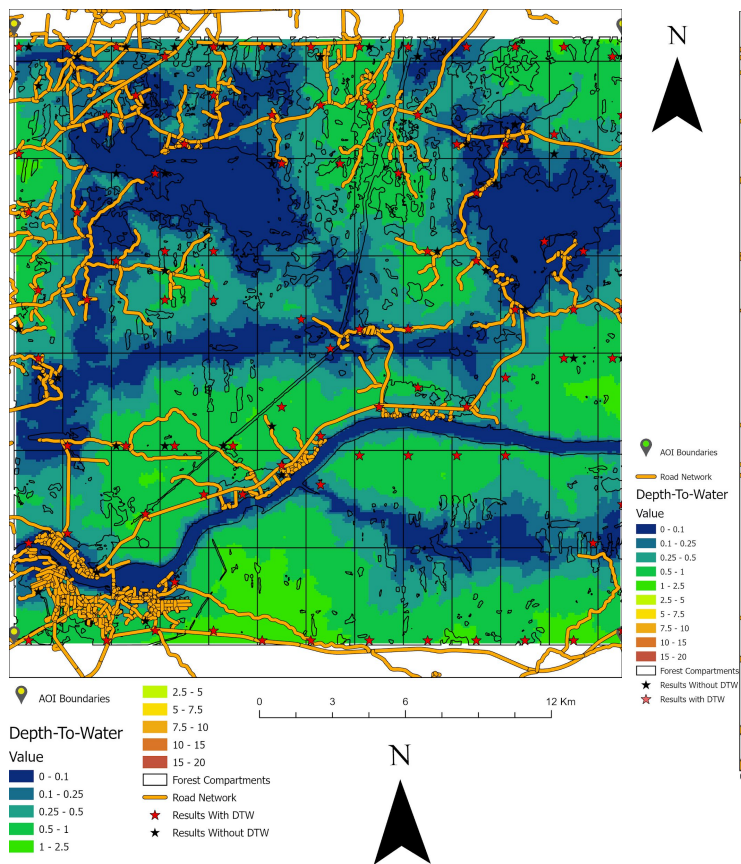 N
AOI Boundaries
Road Network
Depth-To-Water
Value
0 - 0.1
0.1 - 0.25
0.25 - 0.5
0.5 - 1
1 - 2.5
2.5 - 5
5 - 7.5
7.5 - 10
10 - 15
15 - 20
Forest Compartments
Results Without DTW
Results with DTW
AOI Boundaries
Depth-To-Water
Value
0 - 0.1
0.1 - 0.25
0.25 - 0.5
0.5 - 1
1 - 2.5
2.5 - 5
5 - 7.5
7.5 - 10
10 - 15
15 - 20
Forest Compartments
Road Network
Results With DTW
Results Without DTW
0 3 6 12 Km
N